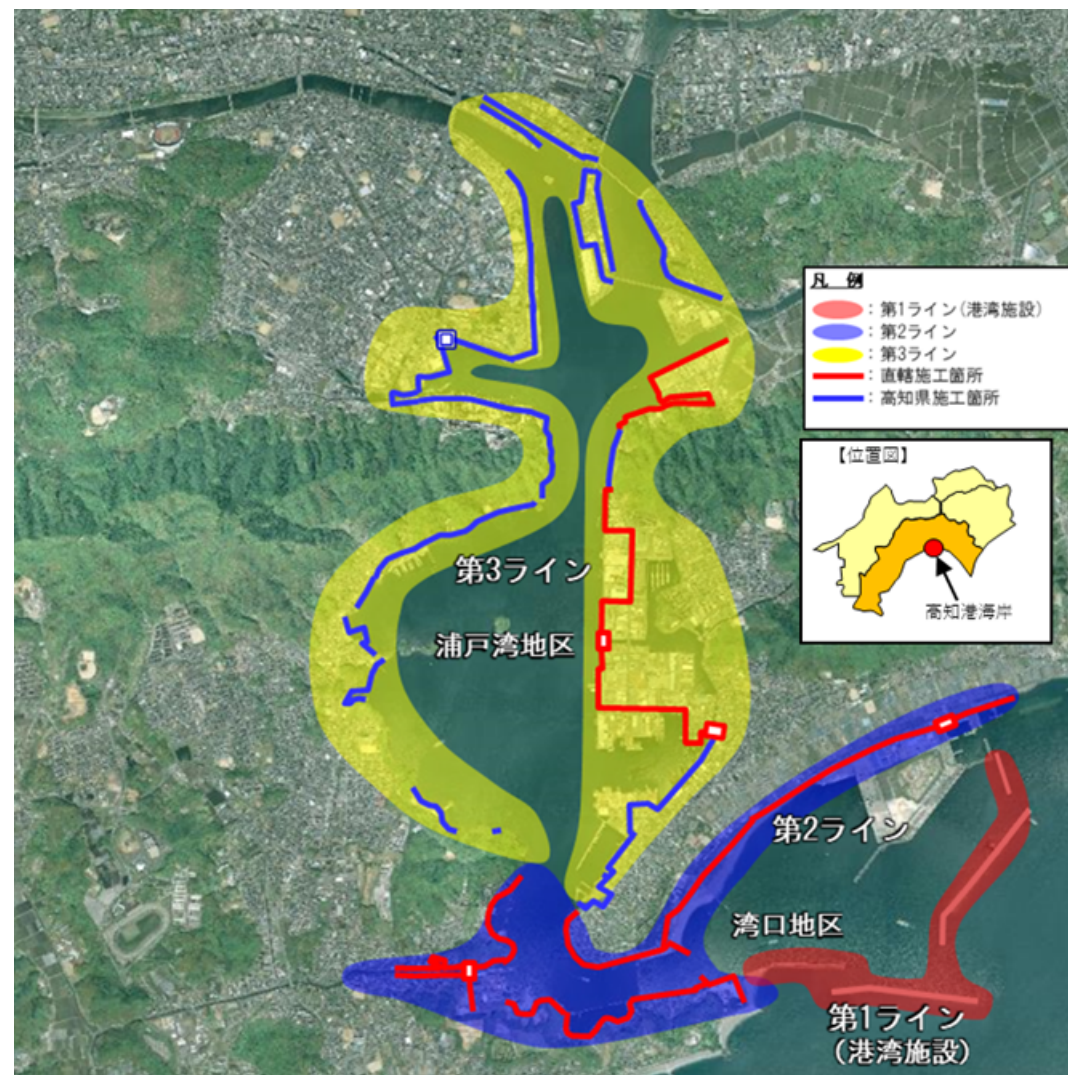 凡　例
：第1ライン(港湾施設)
：第2ライン
：第3ライン
：直轄施工箇所
：高知県施工箇所
【位置図】
高知港海岸
第3ライン
浦戸湾地区
第2ライン
湾口地区
第1ライン
（港湾施設）